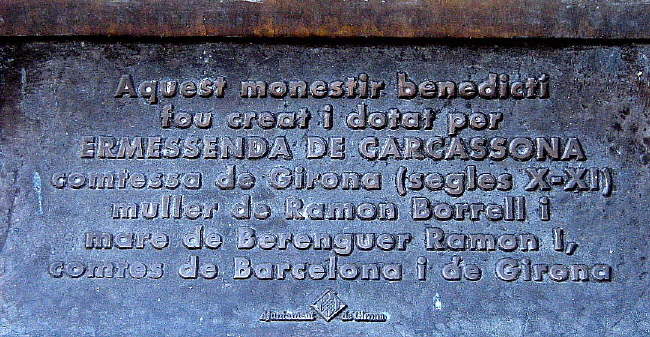 Aquest monestir benedictí
fou creat i dotat per
ERMESSENDA DE CARCASSONA
comtessa de Girona (segles X-XI)
muller de Ramon Borrell i
mare de Berenguer Ramon I,
comtes de Barcelona i de Girona
Ajuntament de Girona